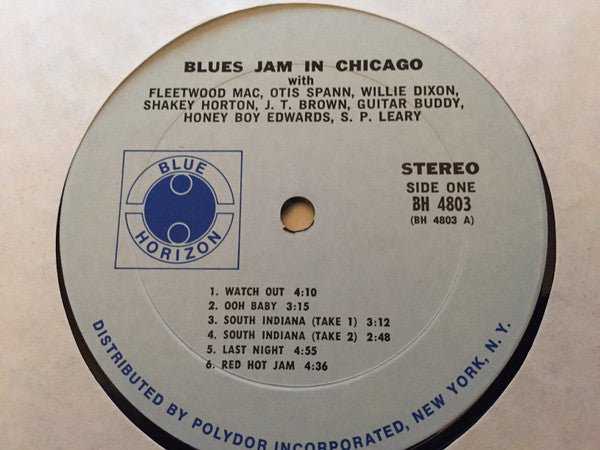 BLUES JAM IN CHICAGO
with
FLEETWOOD MAC, OTIS SPANN, WILLIE DIXON,
SHAKEY HORTON, J. T. BROWN, GUITAR BUDDY,
HONEY BOY EDWARDS, S. P. LEARY
BLUE
HORIZON
STEREO
SIDE ONE
BH 4803
(BH 4803 A)
1. WATCH OUT 4:10
2. OOH BABY 3:15
3. SOUTH INDIANA (TAKE 1) 3:12
4. SOUTH INDIANA (TAKE 2) 2:48
5. LAST NIGHT 4:55
6. RED HOT JAM 4:36
DISTRIBUTED BY POLYDOR INCORPORATED, NEW YORK, N. Y.